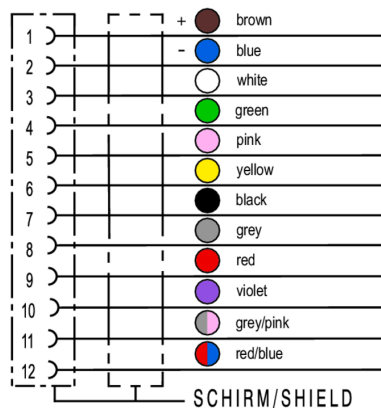 + brown
1
- blue
2
white
3
green
4
pink
5
yellow
6
black
7
grey
8
red
9
violet
10
grey/pink
11
red/blue
12
SCHIRM/SHIELD